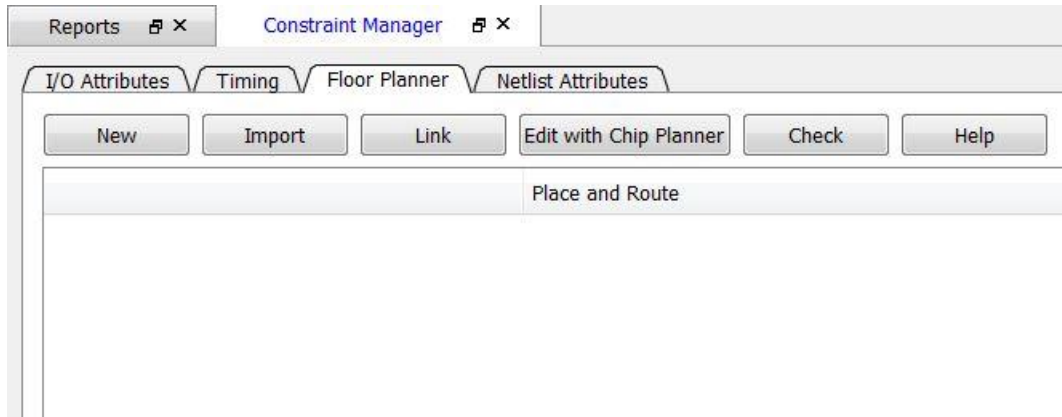 Reports Constraint Manager
I/O Attributes Timing Floor Planner Netlist Attributes
New Import Link Edit with Chip Planner Check Help
Place and Route